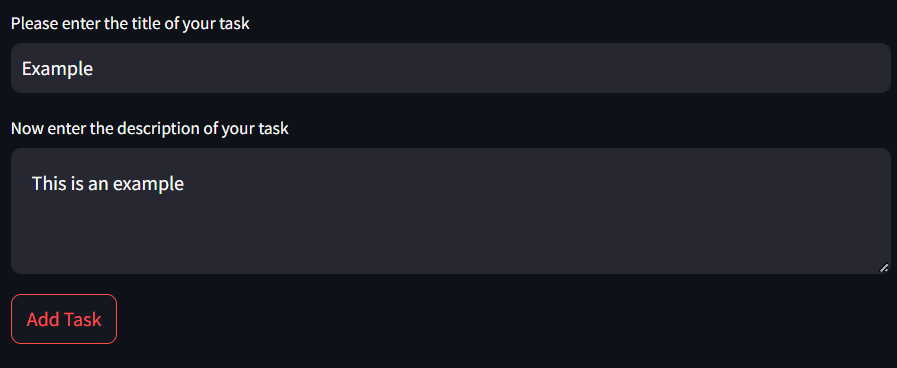 Please enter the title of your task
Example
Now enter the description of your task
This is an example
Add Task